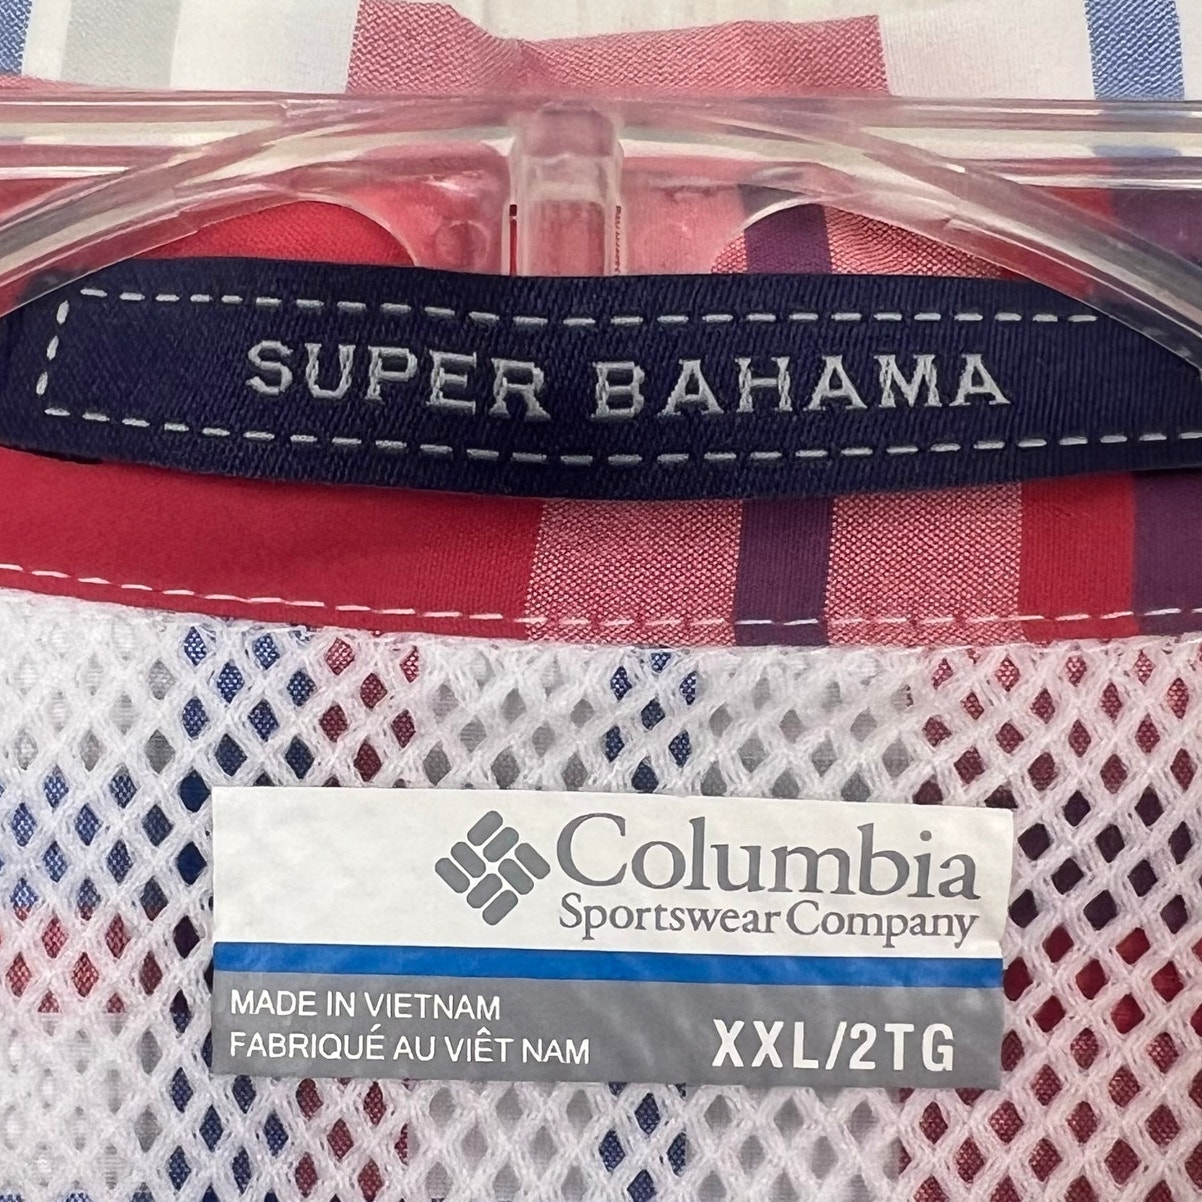 SUPER BAHAMA
Columbia
Sportswear Company
MADE IN VIETNAM
FABRIQUÉ AU VIÊT NAM
XXL/2TG